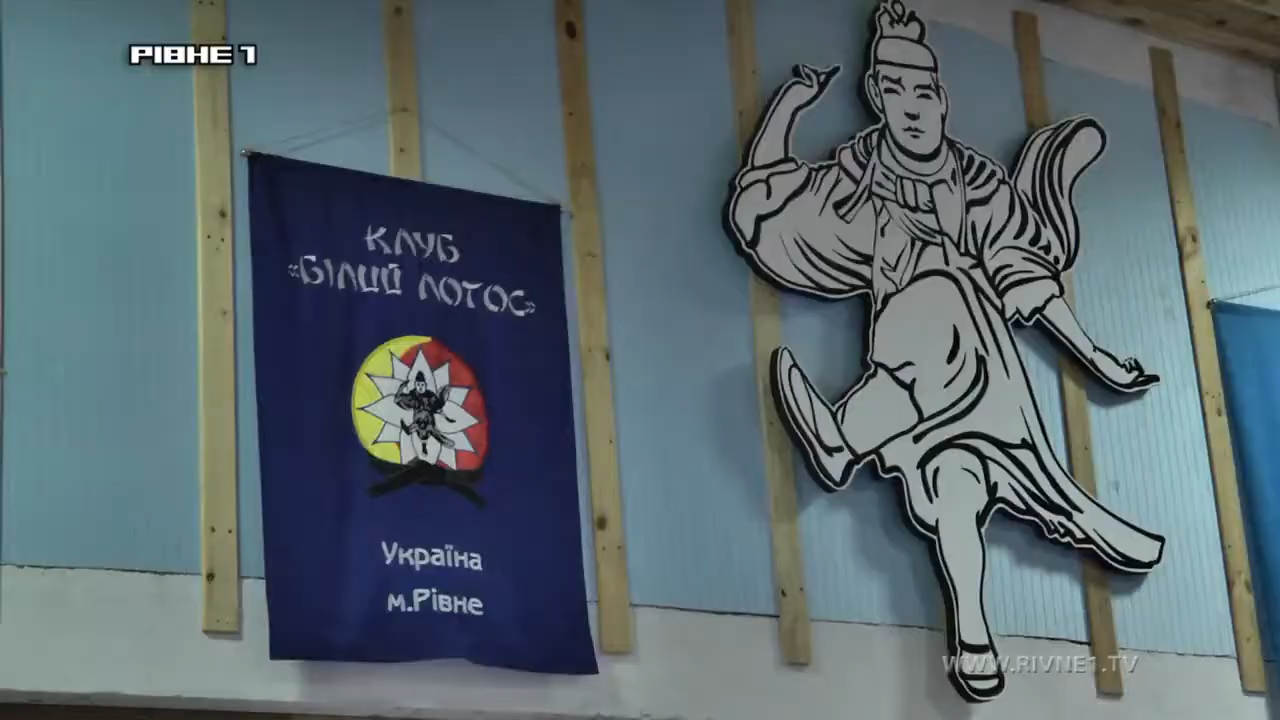 РІВНЕ 1
КЛУБ
«БІЛИЙ ЛОТОС»
Україна
м.Рівне
WWW.RIVNE1.TV